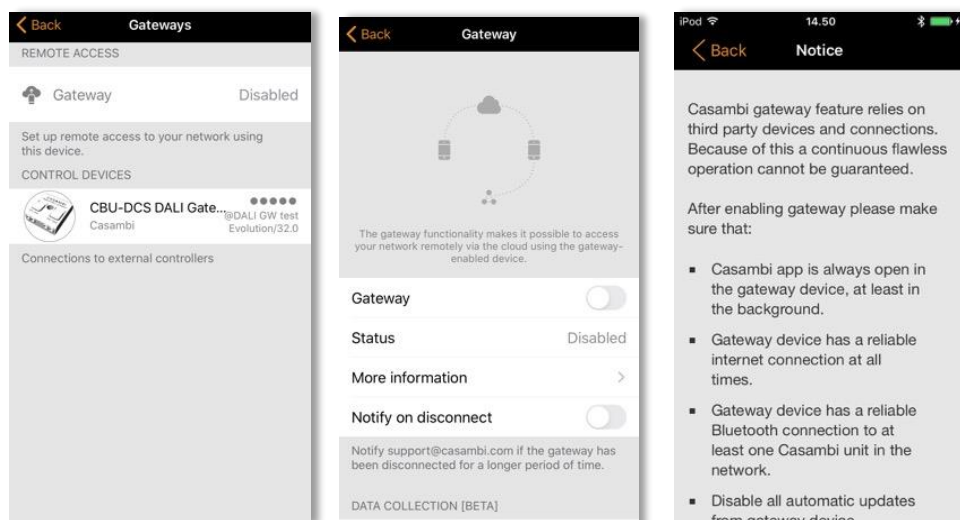 Back
Gateways
REMOTE ACCESS
Gateway
Disabled
Set up remote access to your network using
this device.
CONTROL DEVICES
CBU-DCS DALI Gate...
Casambi
@DALI GW test
Evolution/32.0
Connections to external controllers
Back
Gateway
The gateway functionality makes it possible to access
your network remotely via the cloud using the gateway-
enabled device.
Gateway
Status
Disabled
More information
Notify on disconnect
Notify support@casambi.com if the gateway has
been disconnected for a longer period of time.
DATA COLLECTION [BETA]
iPod
14.50
Back
Notice
Casambi gateway feature relies on
third party devices and connections.
Because of this a continuous flawless
operation cannot be guaranteed.
After enabling gateway please make
sure that:
▪ Casambi app is always open in
the gateway device, at least in
the background.
▪ Gateway device has a reliable
internet connection at all
times.
▪ Gateway device has a reliable
Bluetooth connection to at
least one Casambi unit in the
network.
▪ Disable all automatic updates
from gateway device